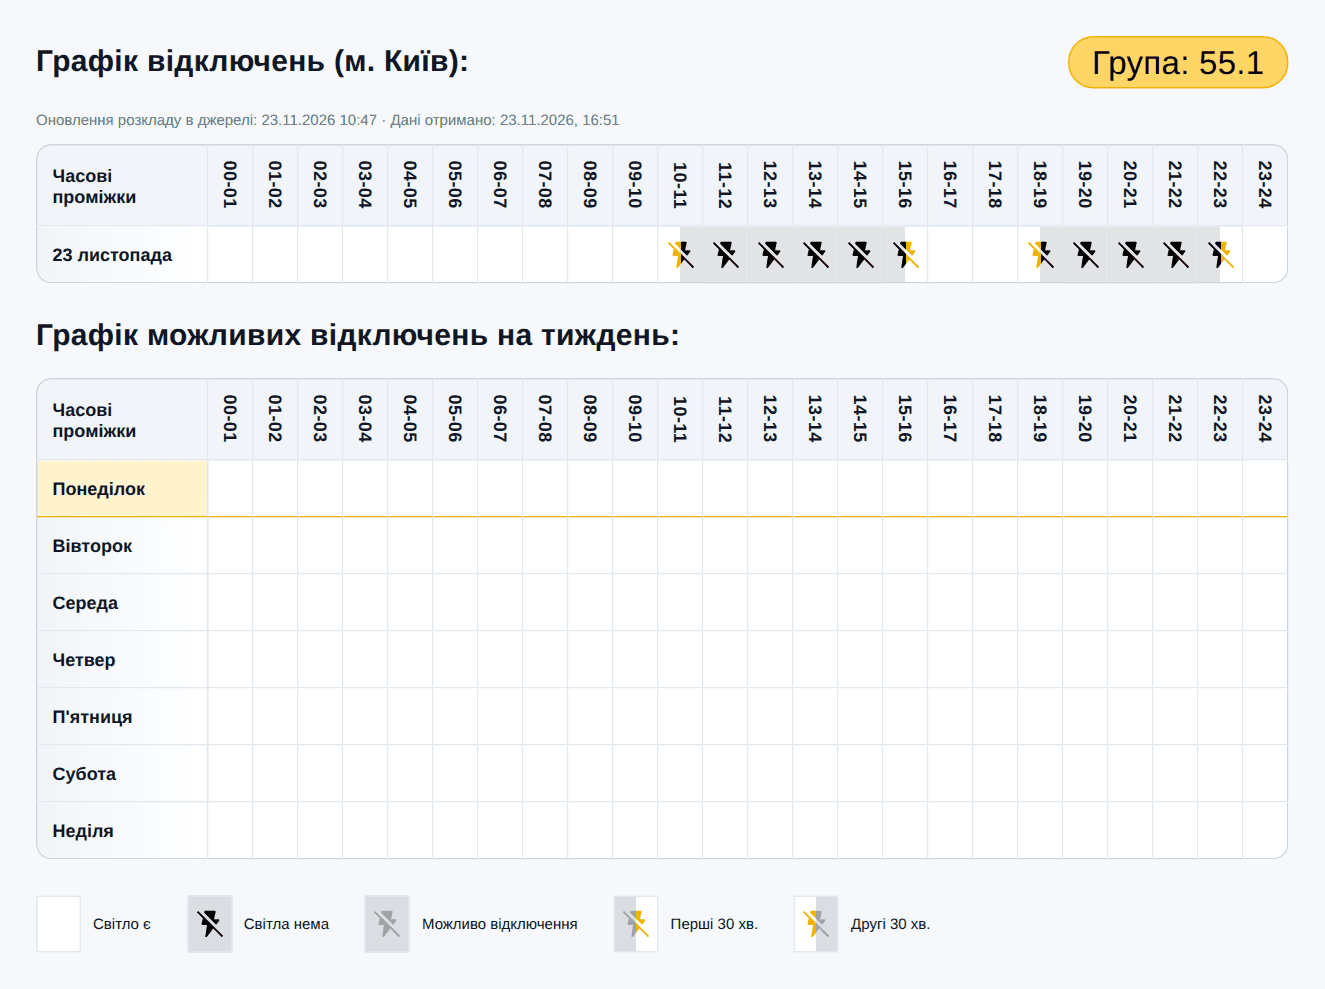 Графік відключень (м. Київ):
Група: 55.1
Оновлення розкладу в джерелі: 23.11.2026 10:47 · Дані отримано: 23.11.2026, 16:51
Часові проміжки 00-01 01-02 02-03 03-04 04-05 05-06 06-07 07-08 08-09 09-10 10-11 11-12 12-13 13-14 14-15 15-16 16-17 17-18 18-19 19-20 20-21 21-22 22-23 23-24
23 листопада
Графік можливих відключень на тиждень:
Часові проміжки 00-01 01-02 02-03 03-04 04-05 05-06 06-07 07-08 08-09 09-10 10-11 11-12 12-13 13-14 14-15 15-16 16-17 17-18 18-19 19-20 20-21 21-22 22-23 23-24
Понеділок
Вівторок
Середа
Четвер
П'ятниця
Субота
Неділя
Світло є Світла нема Можливо відключення Перші 30 хв. Другі 30 хв.